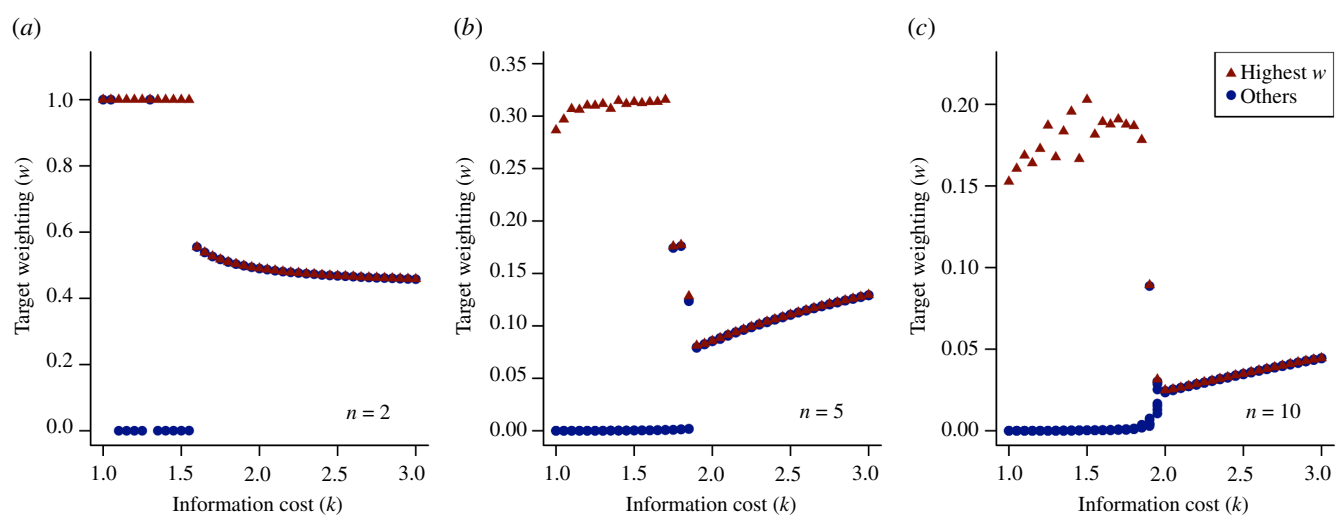 (a)
Target weighting (w)
1.0
0.8
0.6
0.4
0.2
0.0
n = 2
1.0 1.5 2.0 2.5 3.0
Information cost (k)
(b)
Target weighting (w)
0.35
0.30
0.25
0.20
0.15
0.10
0.05
0.00
n = 5
1.0 1.5 2.0 2.5 3.0
Information cost (k)
(c)
Target weighting (w)
0.20
0.15
0.10
0.05
0.00
n = 10
1.0 1.5 2.0 2.5 3.0
Information cost (k)
Highest w
Others